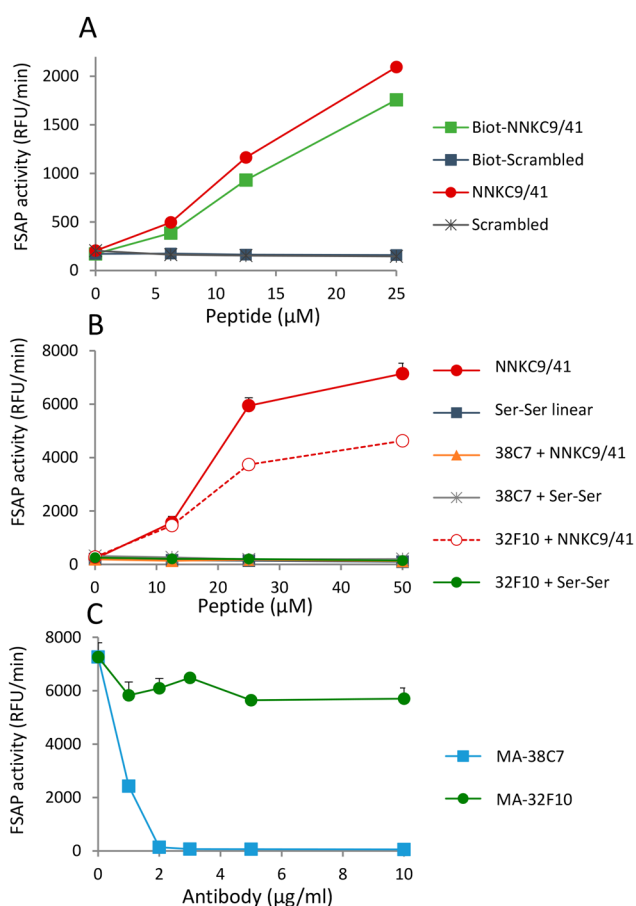 A
FSAP activity (RFU/min)
2000
1500
1000
500
0
0 5 10 15 20 25
Peptide (µM)
Biot-NNKC9/41
Biot-Scrambled
NNKC9/41
Scrambled
B
FSAP activity (RFU/min)
8000
6000
4000
2000
0
0 10 20 30 40 50
Peptide (µM)
NNKC9/41
Ser-Ser linear
38C7 + NNKC9/41
38C7 + Ser-Ser
32F10 + NNKC9/41
32F10 + Ser-Ser
C
FSAP activity (RFU/min)
8000
6000
4000
2000
0
0 2 4 6 8 10
Antibody (µg/ml)
MA-38C7
MA-32F10